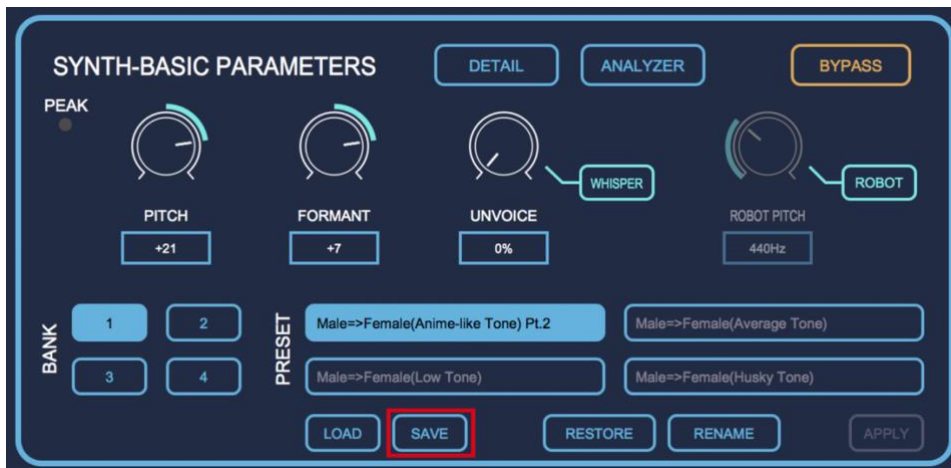 SYNTH-BASIC PARAMETERS DETAIL ANALYZER BYPASS
PEAK
WHISPER ROBOT
PITCH FORMANT UNVOICE ROBOT PITCH
+21 +7 0% 440Hz
BANK
1 2
3 4
PRESET
Male=>Female(Anime-like Tone) Pt.2 Male=>Female(Average Tone)
Male=>Female(Low Tone) Male=>Female(Husky Tone)
LOAD SAVE RESTORE RENAME APPLY